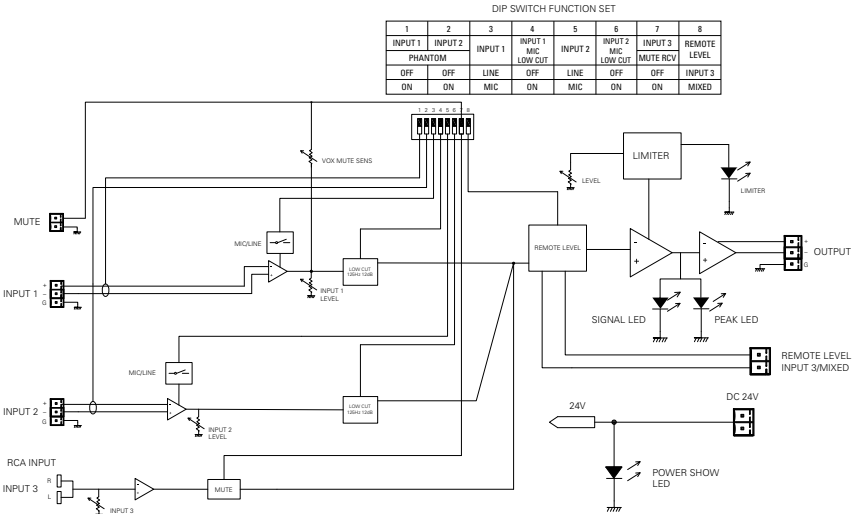 DIP SWITCH FUNCTION SET
1 2 3 4 5 6 7 8
INPUT 1 INPUT 2 INPUT 1 INPUT 1 MIC LOW CUT INPUT 2 INPUT 2 MIC LOW CUT INPUT 3 REMOTE LEVEL
PHANTOM MUTE RCV
OFF OFF LINE OFF LINE OFF OFF INPUT 3
ON ON MIC ON MIC ON ON MIXED
1 2 3 4 5 6 7 8
VOX MUTE SENS
LIMITER
LEVEL
LIMITER
MUTE
MIC/LINE
REMOTE LEVEL
- +
- +
+
-
G
OUTPUT
INPUT 1
+
-
G
- +
LOW CUT
125Hz 12dB
INPUT 1
LEVEL
SIGNAL LED
PEAK LED
REMOTE LEVEL
INPUT 3/MIXED
MIC/LINE
INPUT 2
+
-
G
LOW CUT
125Hz 12dB
INPUT 2
LEVEL
24V
DC 24V
RCA INPUT
INPUT 3
R
L
INPUT 3
MUTE
POWER SHOW
LED